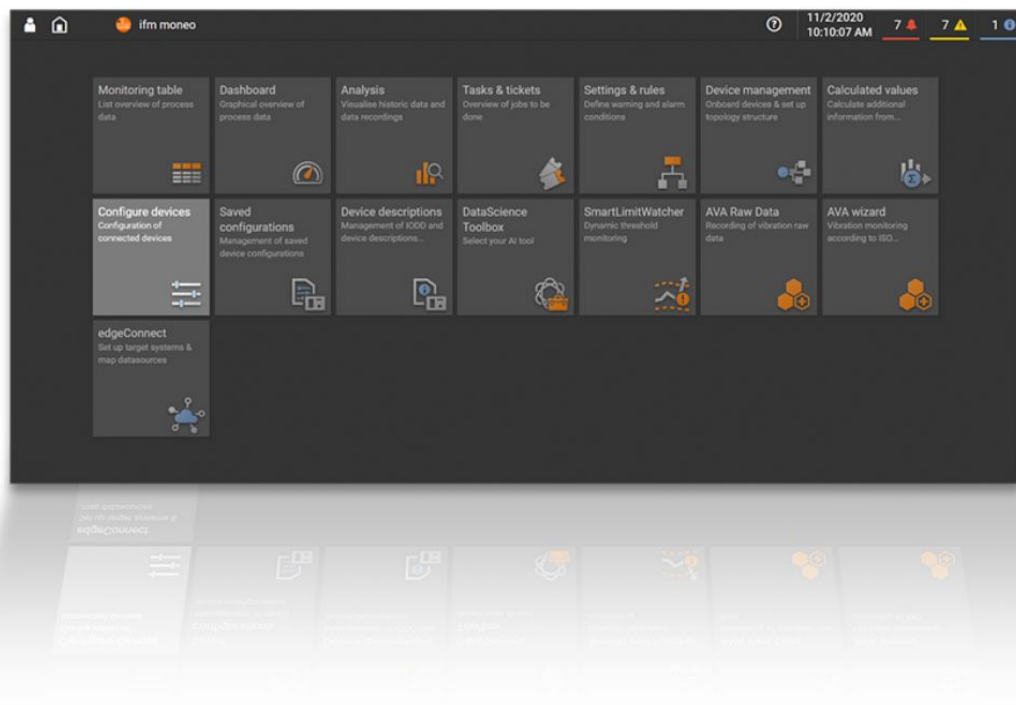 ifm moneo
11/2/2020
10:10:07 AM
7
7
1
Monitoring table
List overview of process
data
Dashboard
Graphical overview of
process data
Analysis
Visualise historic data and
data recordings
Tasks & tickets
Overview of jobs to be
done
Settings & rules
Define warning and alarm
conditions
Device management
Onboard devices & set up
topology structure
Calculated values
Calculate additional
information from...
Configure devices
Configuration of
connected devices
Saved
configurations
Management of saved
device configurations
Device descriptions
Management of IODD and
device descriptions...
DataScience
Toolbox
Select your AI tool
SmartLimitWatcher
Dynamic threshold
monitoring
AVA Raw Data
Recording of vibration raw
data
AVA wizard
Vibration monitoring
according to ISO...
edgeConnect
Set up target systems &
map datasources